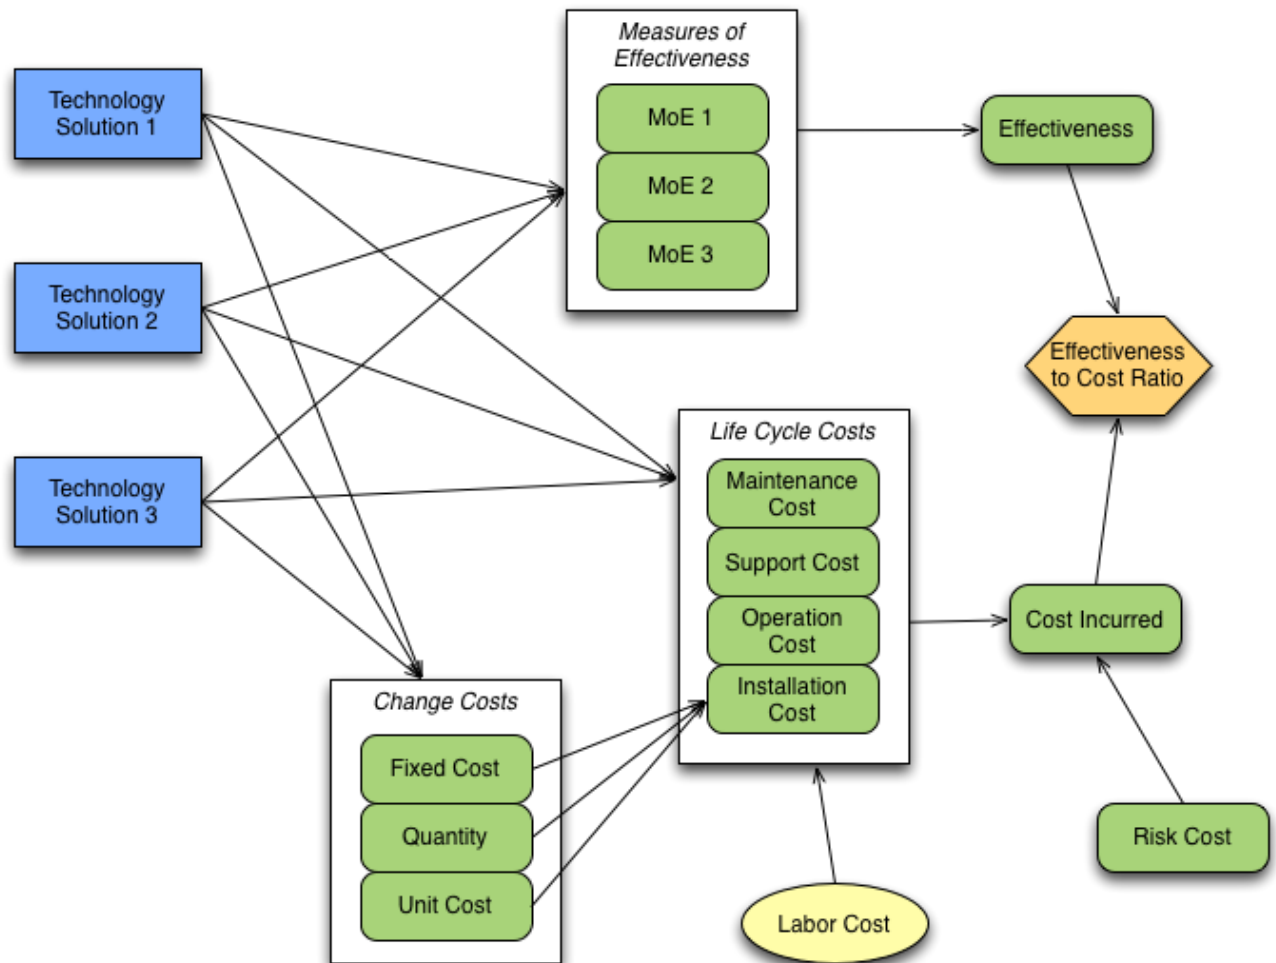 Measures of
Effectiveness
MoE 1
MoE 2
MoE 3
Technology
Solution 1
Technology
Solution 2
Technology
Solution 3
Effectiveness
Effectiveness
to Cost Ratio
Life Cycle Costs
Maintenance
Cost
Support Cost
Operation
Cost
Installation
Cost
Cost Incurred
Change Costs
Fixed Cost
Quantity
Unit Cost
Labor Cost
Risk Cost